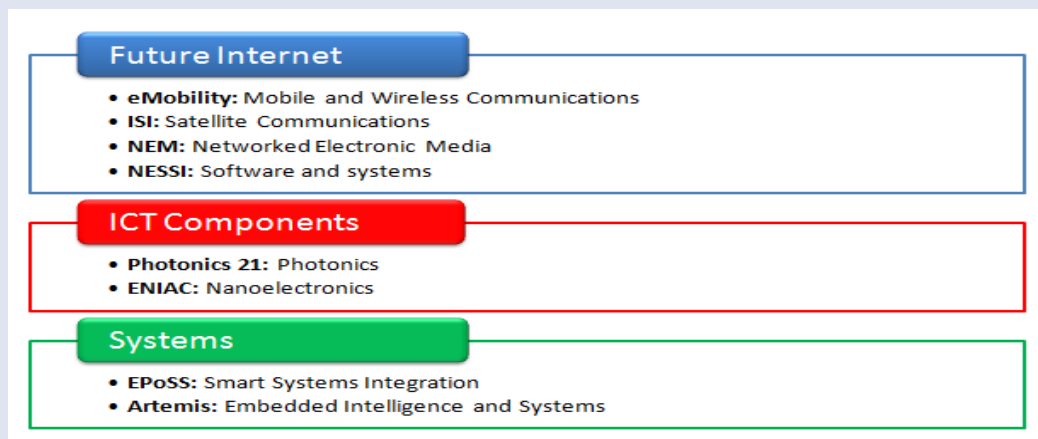 Future Internet
• eMobility: Mobile and Wireless Communications
• ISI: Satellite Communications
• NEM: Networked Electronic Media
• NESSI: Software and systems
ICT Components
• Photonics 21: Photonics
• ENIAC: Nanoelectronics
Systems
• EPoSS: Smart Systems Integration
• Artemis: Embedded Intelligence and Systems